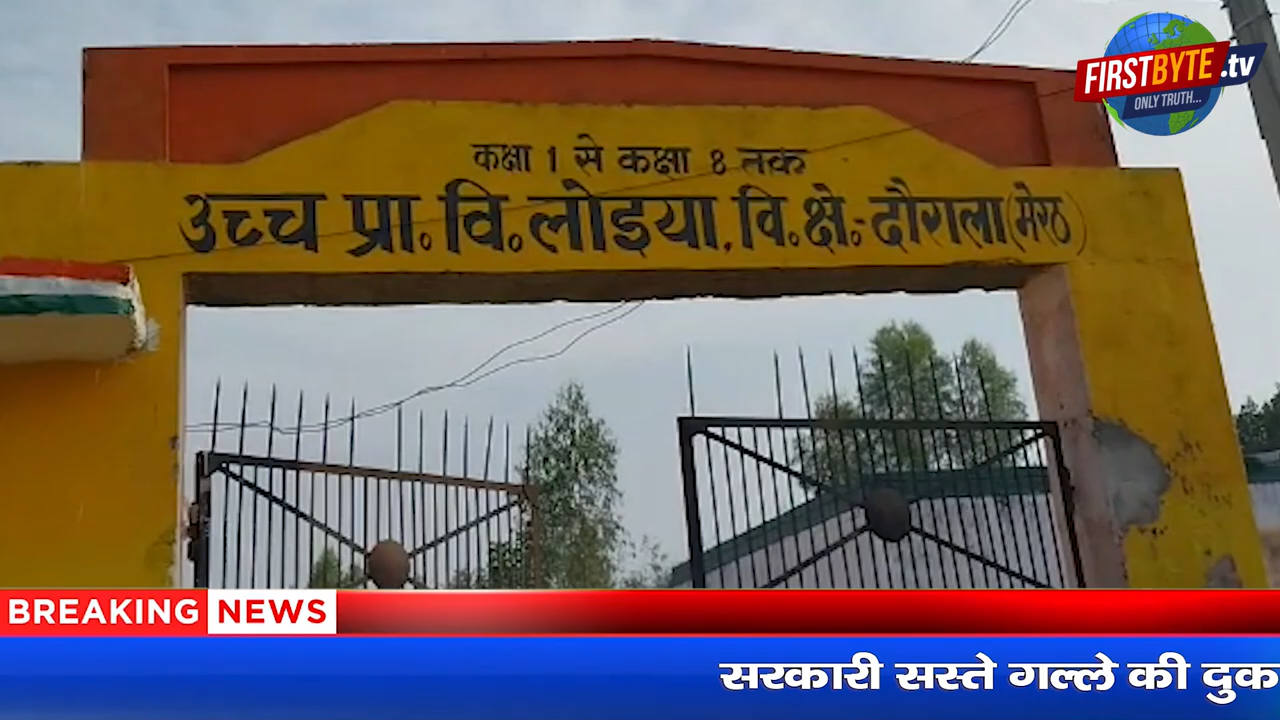 FIRSTBYTE.tv
ONLY TRUTH...
कक्षा 1 से कक्षा 8 तक
उच्च प्रा. वि. लोइया, वि. क्षे.- दौराला (मेरठ)
BREAKING NEWS
सरकारी सस्ते गल्ले की दुक